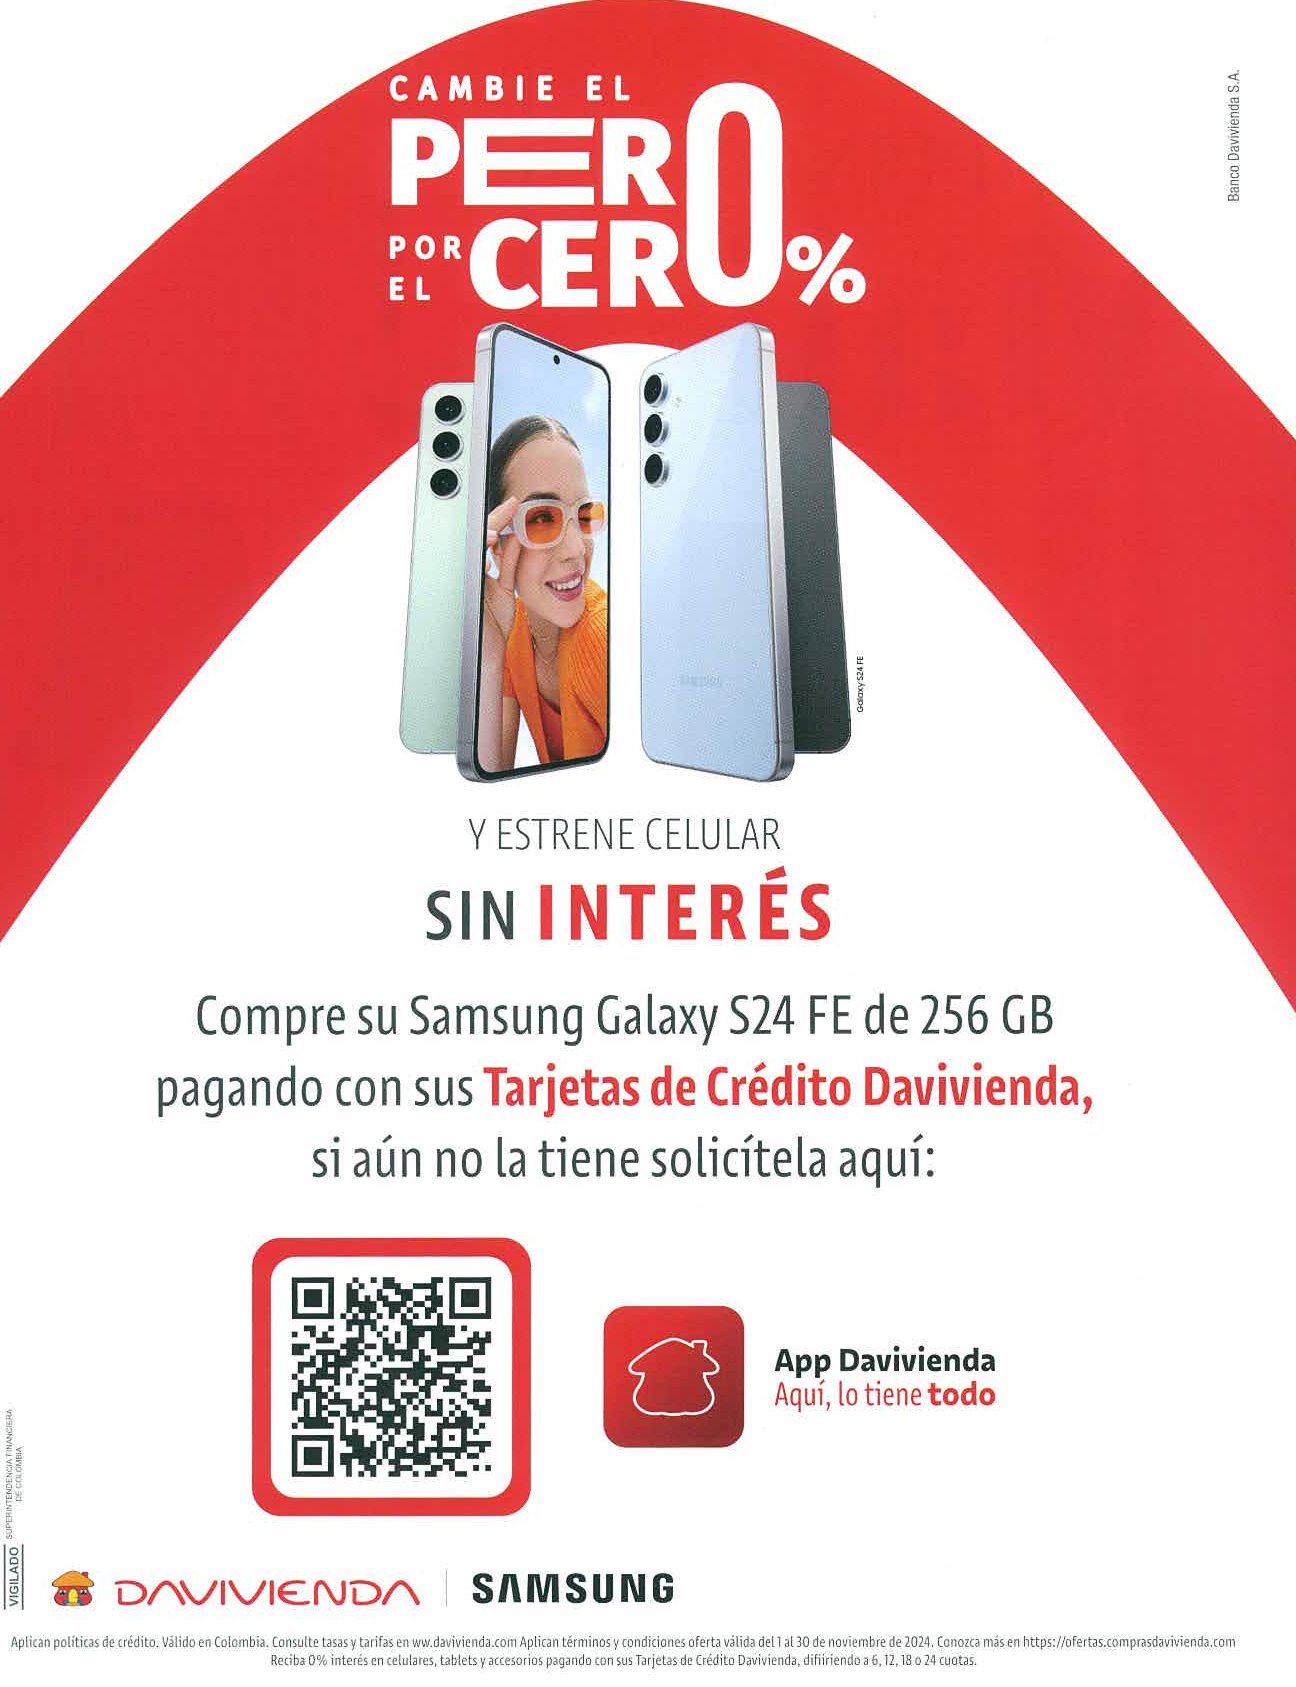 CAMBIE EL
PERO
POR EL CERO%
Banco Davivienda S.A.
SAMSUNG
Galaxy S24 FE
Y ESTRENE CELULAR
SIN INTERÉS
Compre su Samsung Galaxy S24 FE de 256 GB
pagando con sus Tarjetas de Crédito Davivienda,
si aún no la tiene solicítela aquí:
App Davivienda
Aquí, lo tiene todo
VIGILADO SUPERINTENDENCIA FINANCIERA
DE COLOMBIA
DAVIVIENDA SAMSUNG
Aplican políticas de crédito. Válido en Colombia. Consulte tasas y tarifas en ww.davivienda.com Aplican términos y condiciones oferta válida del 1 al 30 de noviembre de 2024. Conozca más en https://ofertas.comprasdavivienda.com
Reciba 0% interés en celulares, tablets y accesorios pagando con sus Tarjetas de Crédito Davivienda, difiiriendo a 6, 12, 18 o 24 cuotas.